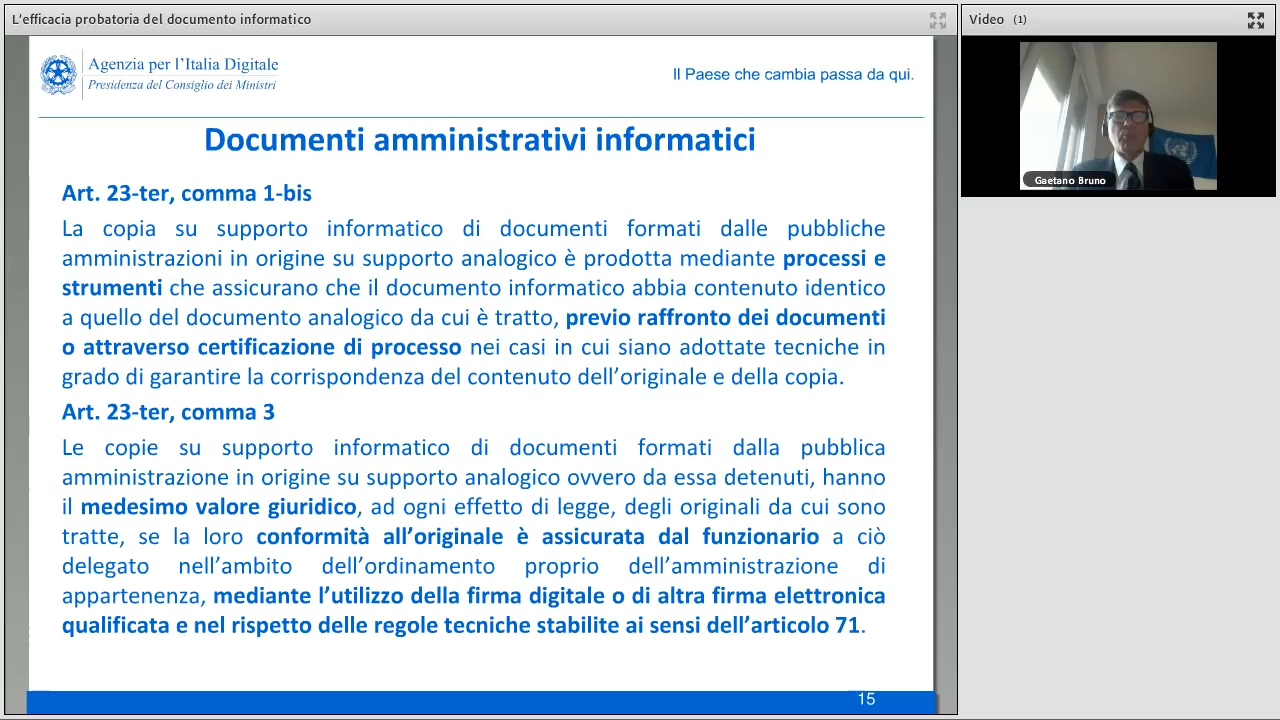 L'efficacia probatoria del documento informatico
Video (1)
Agenzia per l'Italia Digitale
Presidenza del Consiglio dei Ministri
Il Paese che cambia passa da qui.
Gaetano Bruno
Documenti amministrativi informatici
Art. 23-ter, comma 1-bis
La copia su supporto informatico di documenti formati dalle pubbliche
amministrazioni in origine su supporto analogico è prodotta mediante processi e
strumenti che assicurano che il documento informatico abbia contenuto identico
a quello del documento analogico da cui è tratto, previo raffronto dei documenti
o attraverso certificazione di processo nei casi in cui siano adottate tecniche in
grado di garantire la corrispondenza del contenuto dell'originale e della copia.
Art. 23-ter, comma 3
Le copie su supporto informatico di documenti formati dalla pubblica
amministrazione in origine su supporto analogico ovvero da essa detenuti, hanno
il medesimo valore giuridico, ad ogni effetto di legge, degli originali da cui sono
tratte, se la loro conformità all'originale è assicurata dal funzionario a ciò
delegato nell'ambito dell'ordinamento proprio dell'amministrazione di
appartenenza, mediante l'utilizzo della firma digitale o di altra firma elettronica
qualificata e nel rispetto delle regole tecniche stabilite ai sensi dell'articolo 71.
15